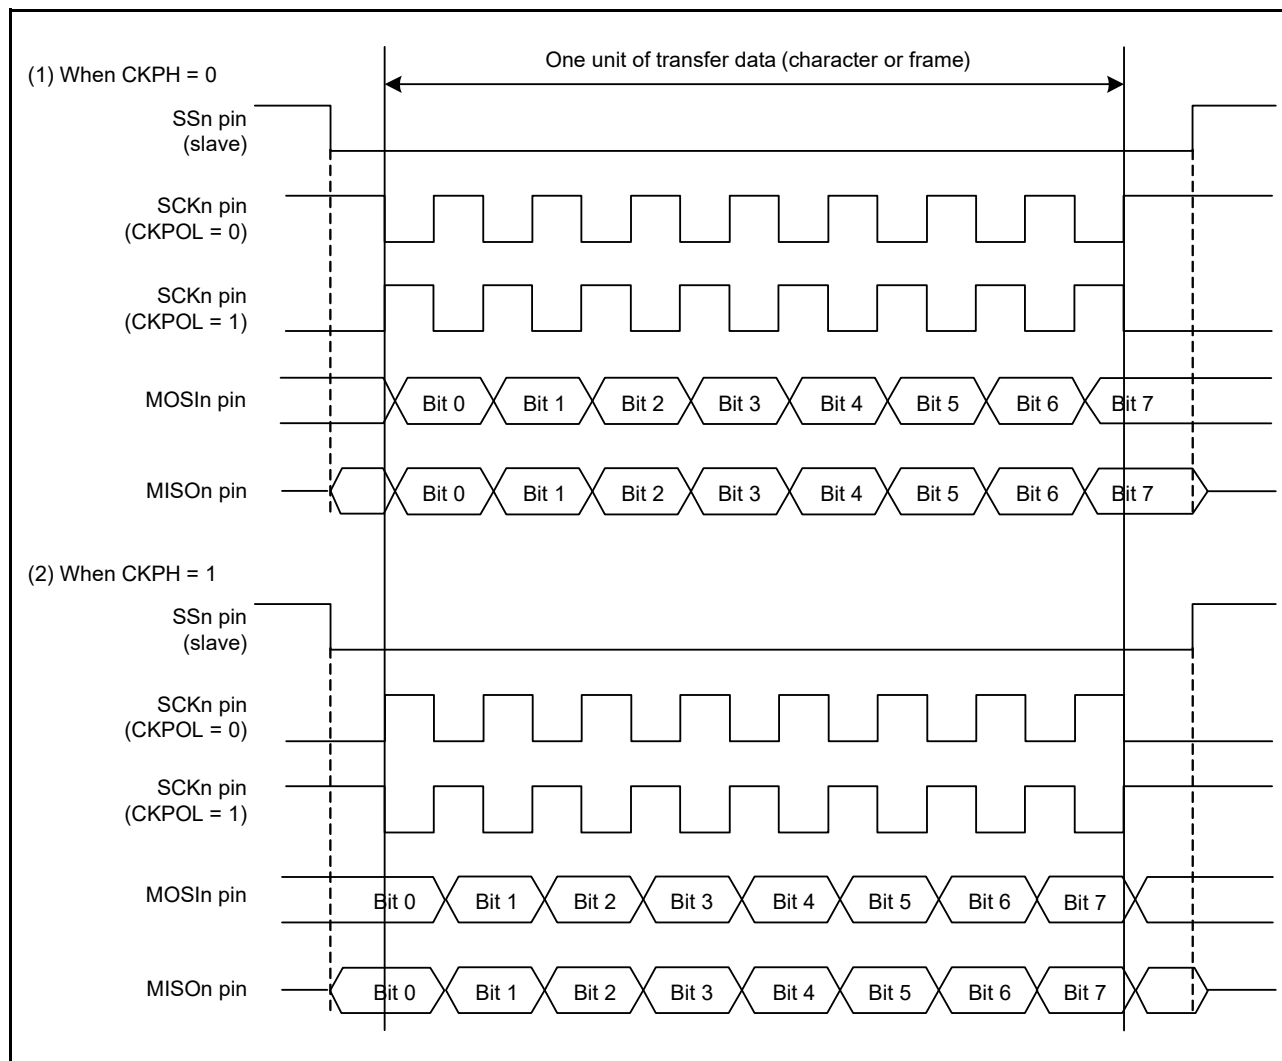 One unit of transfer data (character or frame)
(1) When CKPH = 0
SSn pin
(slave)
SCKn pin
(CKPOL = 0)
SCKn pin
(CKPOL = 1)
MOSIn pin
Bit 0 Bit 1 Bit 2 Bit 3 Bit 4 Bit 5 Bit 6 Bit 7
MISOn pin
Bit 0 Bit 1 Bit 2 Bit 3 Bit 4 Bit 5 Bit 6 Bit 7
(2) When CKPH = 1
SSn pin
(slave)
SCKn pin
(CKPOL = 0)
SCKn pin
(CKPOL = 1)
MOSIn pin
Bit 0 Bit 1 Bit 2 Bit 3 Bit 4 Bit 5 Bit 6 Bit 7
MISOn pin
Bit 0 Bit 1 Bit 2 Bit 3 Bit 4 Bit 5 Bit 6 Bit 7